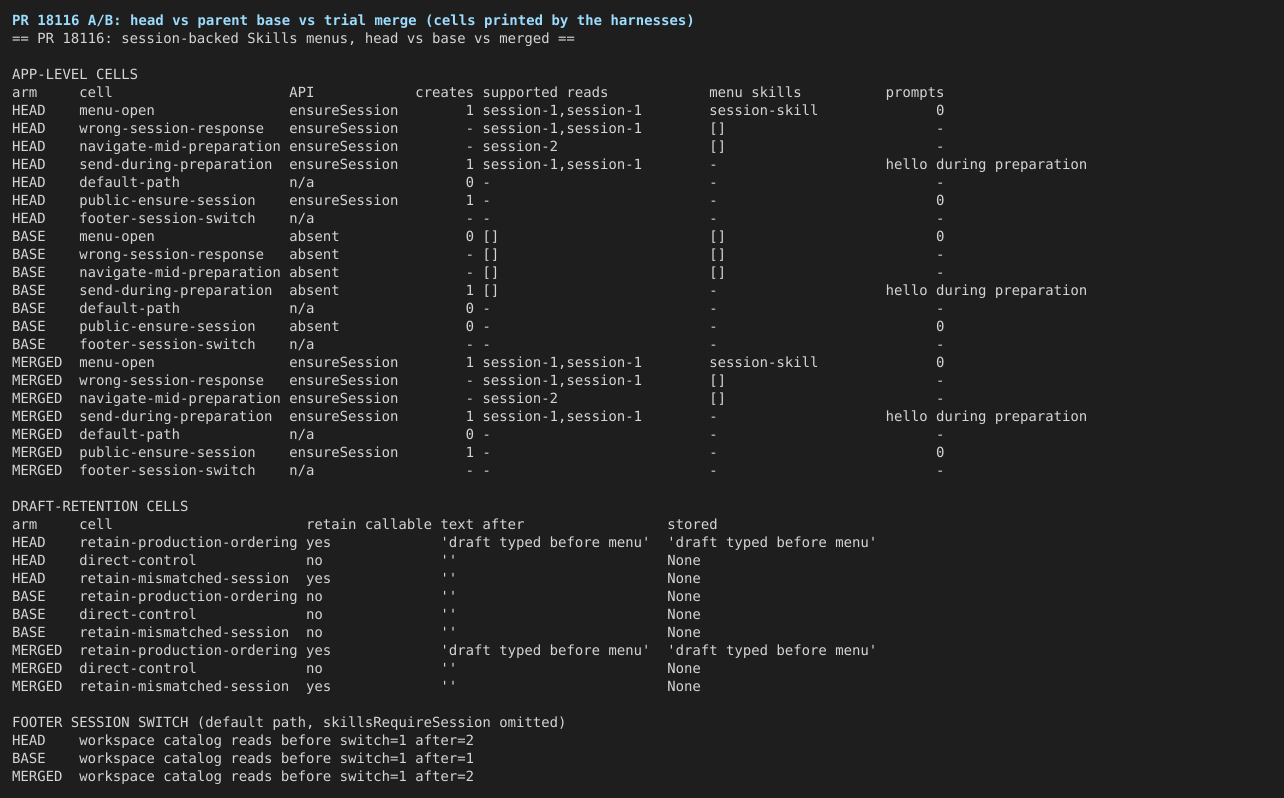 PR 18116 A/B: head vs parent base vs trial merge (cells printed by the harnesses)
== PR 18116: session-backed Skills menus, head vs base vs merged ==
APP-LEVEL CELLS
arm     cell                    API            creates supported reads            menu skills          prompts
HEAD    menu-open               ensureSession        1 session-1,session-1        session-skill              0
HEAD    wrong-session-response  ensureSession        - session-1,session-1        []                         -
HEAD    navigate-mid-preparation ensureSession       - session-2                  []                         -
HEAD    send-during-preparation ensureSession        1 session-1,session-1        -                    hello during preparation
HEAD    default-path            n/a                  0 -                          -                          -
HEAD    public-ensure-session   ensureSession        1 -                          -                          0
HEAD    footer-session-switch   n/a                  - -                          -                          -
BASE    menu-open               absent               0 []                         []                         0
BASE    wrong-session-response  absent               - []                         []                         -
BASE    navigate-mid-preparation absent              - []                         []                         -
BASE    send-during-preparation absent               1 []                         -                    hello during preparation
BASE    default-path            n/a                  0 -                          -                          -
BASE    public-ensure-session   absent               0 -                          -                          0
BASE    footer-session-switch   n/a                  - -                          -                          -
MERGED  menu-open               ensureSession        1 session-1,session-1        session-skill              0
MERGED  wrong-session-response  ensureSession        - session-1,session-1        []                         -
MERGED  navigate-mid-preparation ensureSession       - session-2                  []                         -
MERGED  send-during-preparation ensureSession        1 session-1,session-1        -                    hello during preparation
MERGED  default-path            n/a                  0 -                          -                          -
MERGED  public-ensure-session   ensureSession        1 -                          -                          0
MERGED  footer-session-switch   n/a                  - -                          -                          -
DRAFT-RETENTION CELLS
arm     cell                      retain callable text after                 stored
HEAD    retain-production-ordering yes             'draft typed before menu'  'draft typed before menu'
HEAD    direct-control             no              ''                         None
HEAD    retain-mismatched-session  yes             ''                         None
BASE    retain-production-ordering no              ''                         None
BASE    direct-control             no              ''                         None
BASE    retain-mismatched-session  no              ''                         None
MERGED  retain-production-ordering yes             'draft typed before menu'  'draft typed before menu'
MERGED  direct-control             no              ''                         None
MERGED  retain-mismatched-session  yes             ''                         None
FOOTER SESSION SWITCH (default path, skillsRequireSession omitted)
HEAD    workspace catalog reads before switch=1 after=2
BASE    workspace catalog reads before switch=1 after=1
MERGED  workspace catalog reads before switch=1 after=2